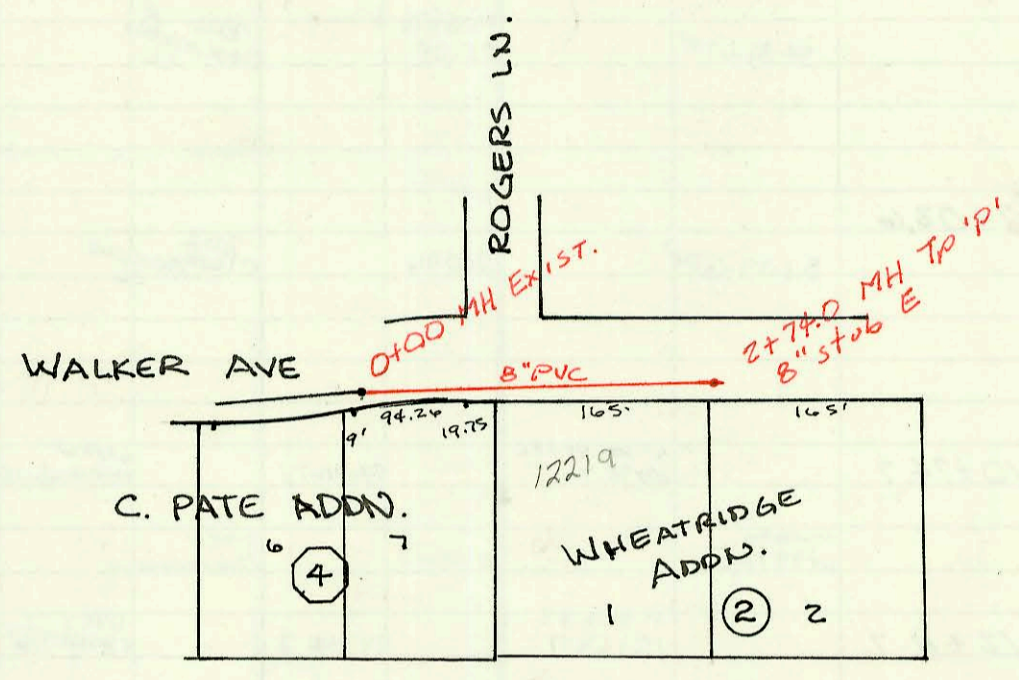 ROGERS LN.
0+00 MH EXIST.
2+74.0 MH TP 'P'
8" stub E
WALKER AVE
8" PVC
9'
94.26
19.75
165.
165'
12219
C. PATE ADDN.
WHEATRIDGE
ADDN.
6
4
7
1
2
2